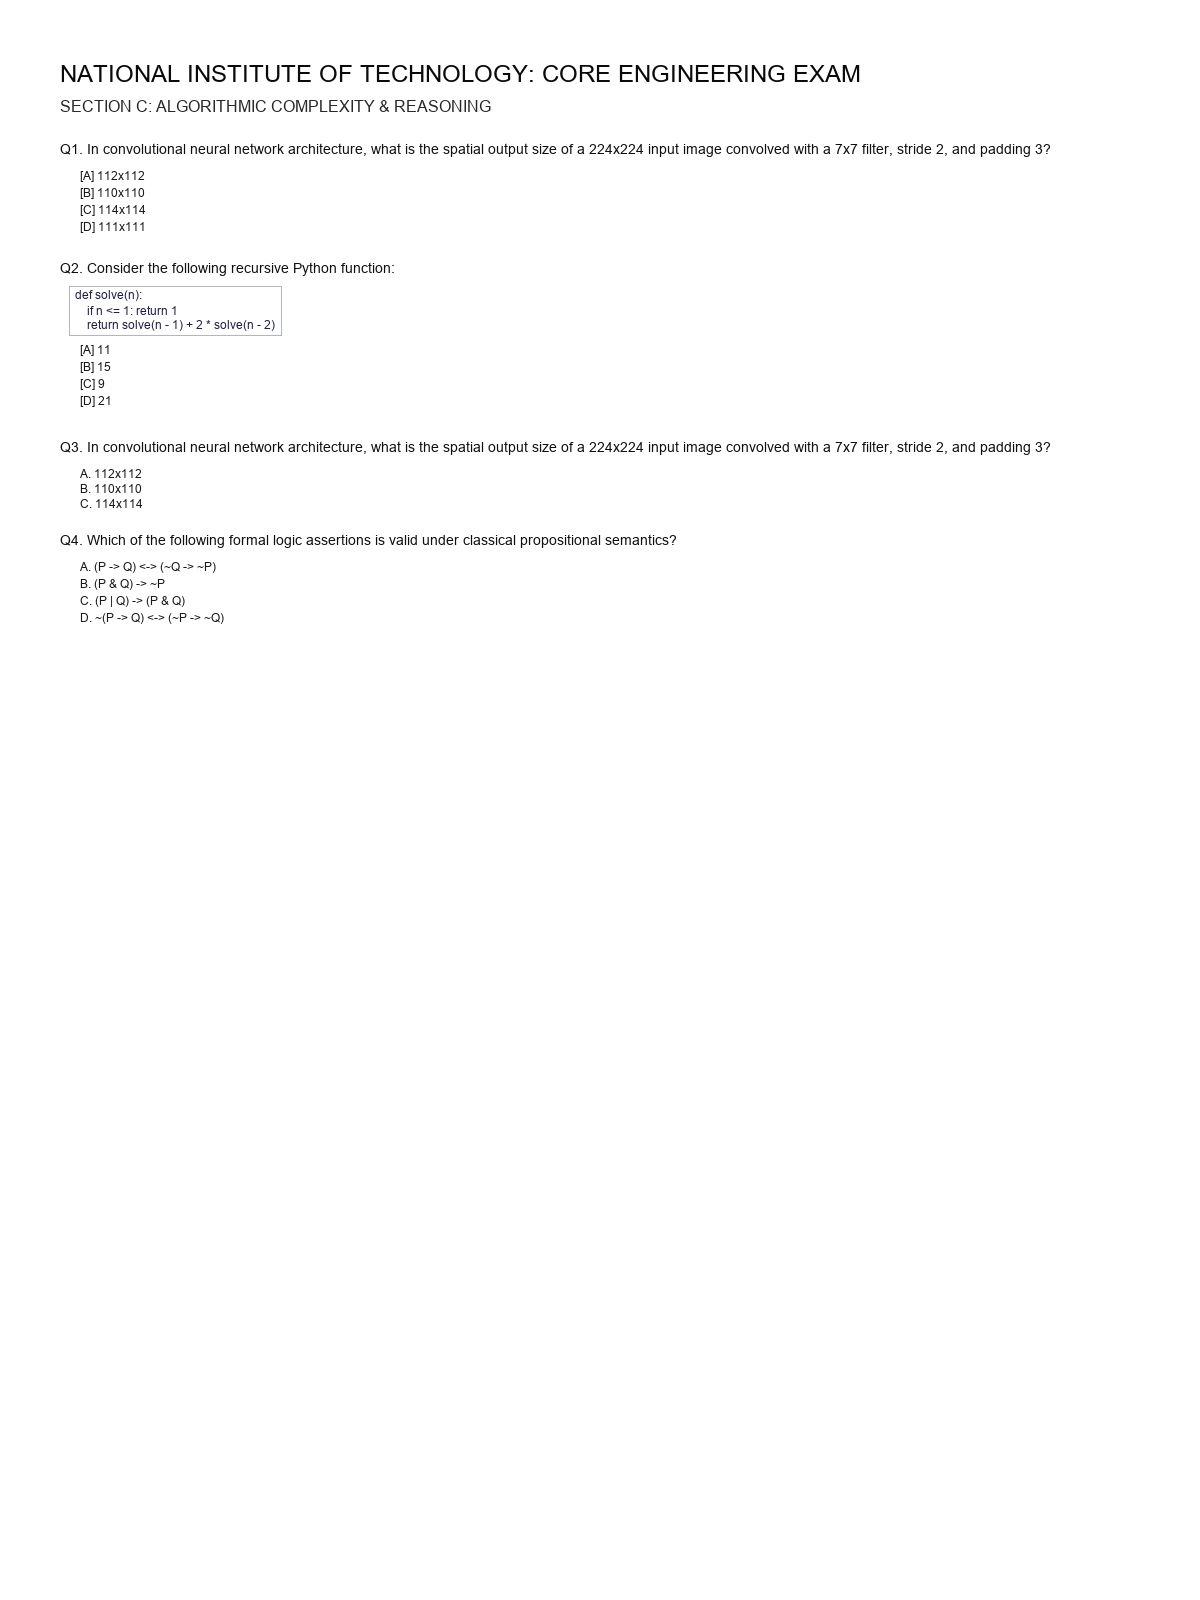 NATIONAL INSTITUTE OF TECHNOLOGY: CORE ENGINEERING EXAM
SECTION C: ALGORITHMIC COMPLEXITY & REASONING
Q1. In convolutional neural network architecture, what is the spatial output size of a 224x224 input image convolved with a 7x7 filter, stride 2, and padding 3?
[A] 112x112
[B] 110x110
[C] 114x114
[D] 111x111
Q2. Consider the following recursive Python function:
def solve(n):
if n <= 1: return 1
return solve(n - 1) + 2 * solve(n - 2)
[A] 11
[B] 15
[C] 9
[D] 21
Q3. In convolutional neural network architecture, what is the spatial output size of a 224x224 input image convolved with a 7x7 filter, stride 2, and padding 3?
A. 112x112
B. 110x110
C. 114x114
Q4. Which of the following formal logic assertions is valid under classical propositional semantics?
A. (P -> Q) <-> (~Q -> ~P)
B. (P & Q) -> ~P
C. (P | Q) -> (P & Q)
D. ~(P -> Q) <-> (~P -> ~Q)